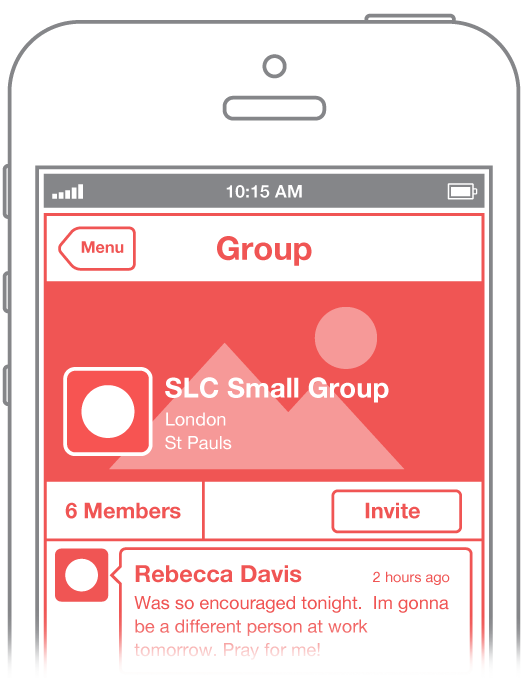 10:15 AM
Menu
Group
SLC Small Group
London
St Pauls
6 Members
Invite
Rebecca Davis
2 hours ago
Was so encouraged tonight.  Im gonna
be a different person at work
tomorrow. Pray for me!